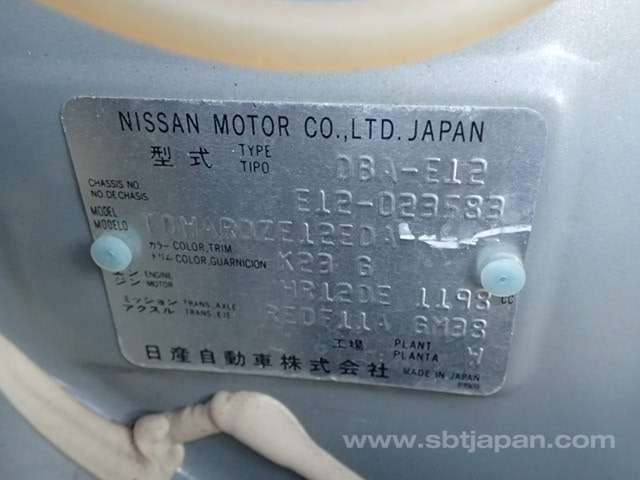 NISSAN MOTOR CO.,LTD. JAPAN
型式 TYPE TIPO DBA-E12
CHASSIS NO. NO.DE CHASIS E12-023583
MODEL MODELO
カラー COLOR,TRIM
トリム COLOR,GUARNICION K23 G
エンジン ENGINE MOTOR HR12DE 1198 CC
ミッション TRANS.
アクスル TRANS.EJE. RE0F11A GM38
工場 PLANT PLANTA W
日産自動車株式会社 MADE IN JAPAN
www.sbtjapan.com